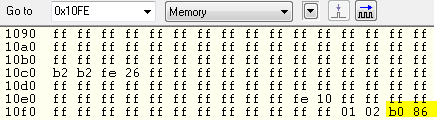 Go to 0x10FE Memory
1090 ff ff ff ff ff ff ff ff ff ff ff ff ff ff ff ff
10a0 ff ff ff ff ff ff ff ff ff ff ff ff ff ff ff ff
10b0 ff ff ff ff ff ff ff ff ff ff ff ff ff ff ff ff
10c0 b2 b2 fe 26 ff ff ff ff ff ff ff ff ff ff ff ff
10d0 ff ff ff ff ff ff ff ff ff ff ff ff ff ff ff ff
10e0 ff ff ff ff ff ff ff ff ff ff fe 10 ff ff ff ff
10f0 ff ff ff ff ff ff ff ff ff ff ff ff 01 02 b0 86